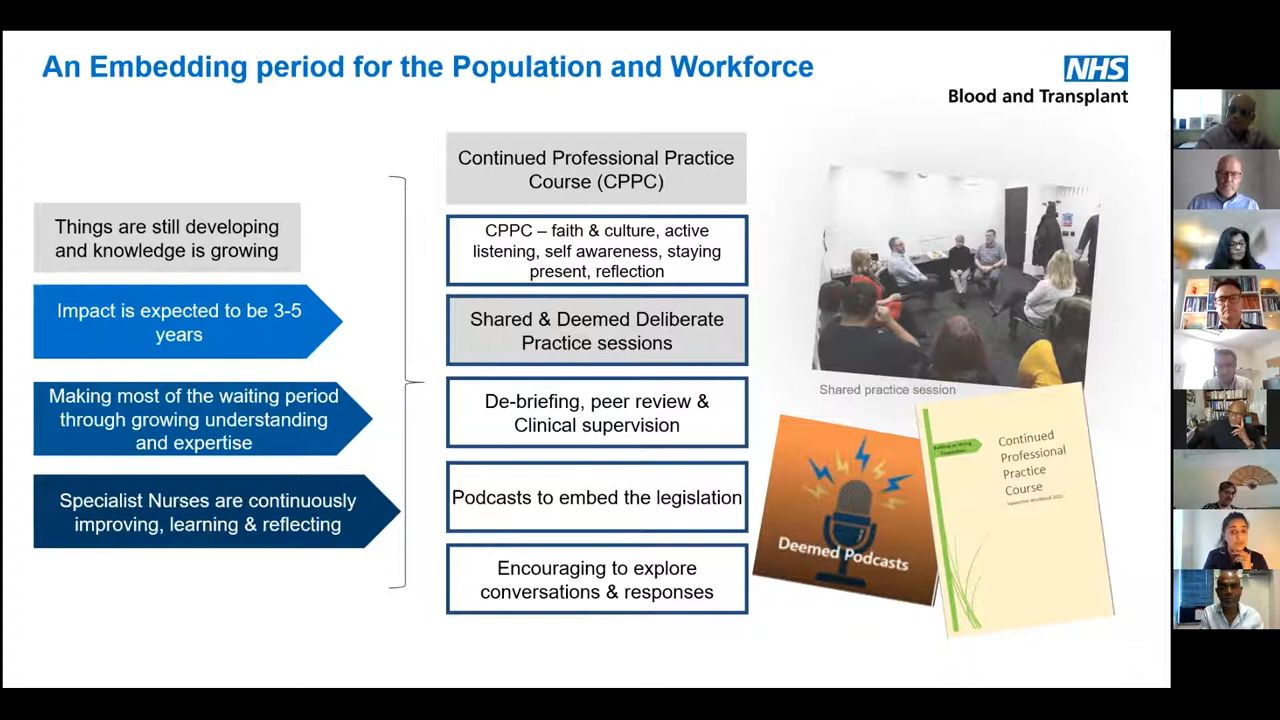 An Embedding period for the Population and Workforce
NHS
Blood and Transplant
Things are still developing
and knowledge is growing
Impact is expected to be 3-5
years
Making most of the waiting period
through growing understanding
and expertise
Specialist Nurses are continuously
improving, learning & reflecting
Continued Professional Practice
Course (CPPC)
CPPC – faith & culture, active
listening, self awareness, staying
present, reflection
Shared & Deemed Deliberate
Practice sessions
De-briefing, peer review &
Clinical supervision
Podcasts to embed the legislation
Encouraging to explore
conversations & responses
Shared practice session
Deemed Podcasts
Continued
Professional
Practice
Course